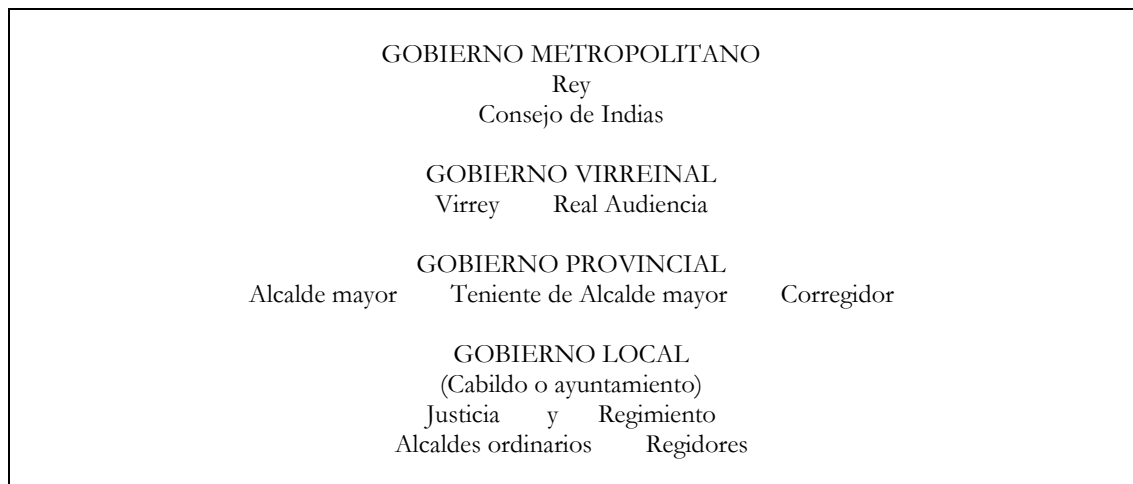 GOBIERNO METROPOLITANO
Rey
Consejo de Indias
GOBIERNO VIRREINAL
Virrey Real Audiencia
GOBIERNO PROVINCIAL
Alcalde mayor Teniente de Alcalde mayor Corregidor
GOBIERNO LOCAL
(Cabildo o ayuntamiento)
Justicia y Regimiento
Alcaldes ordinarios Regidores